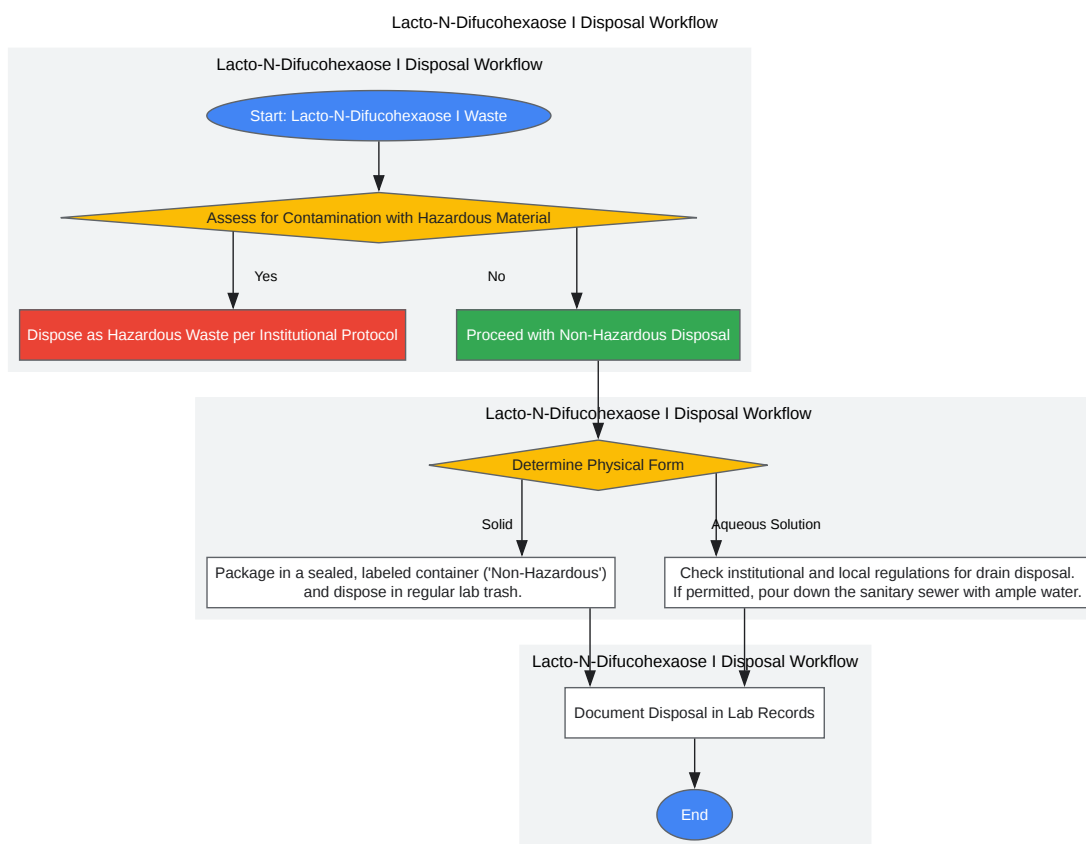 Lacto-N-Difucohexaose I Disposal Workflow
Lacto-N-Difucohexaose I Disposal Workflow
Start: Lacto-N-Difucohexaose I Waste
Assess for Contamination with Hazardous Material
Yes
No
Dispose as Hazardous Waste per Institutional Protocol
Proceed with Non-Hazardous Disposal
Lacto-N-Difucohexaose I Disposal Workflow
Determine Physical Form
Solid
Aqueous Solution
Package in a sealed, labeled container ('Non-Hazardous')
and dispose in regular lab trash.
Check institutional and local regulations for drain disposal.
If permitted, pour down the sanitary sewer with ample water.
Lacto-N-Difucohexaose I Disposal Workflow
Document Disposal in Lab Records
End